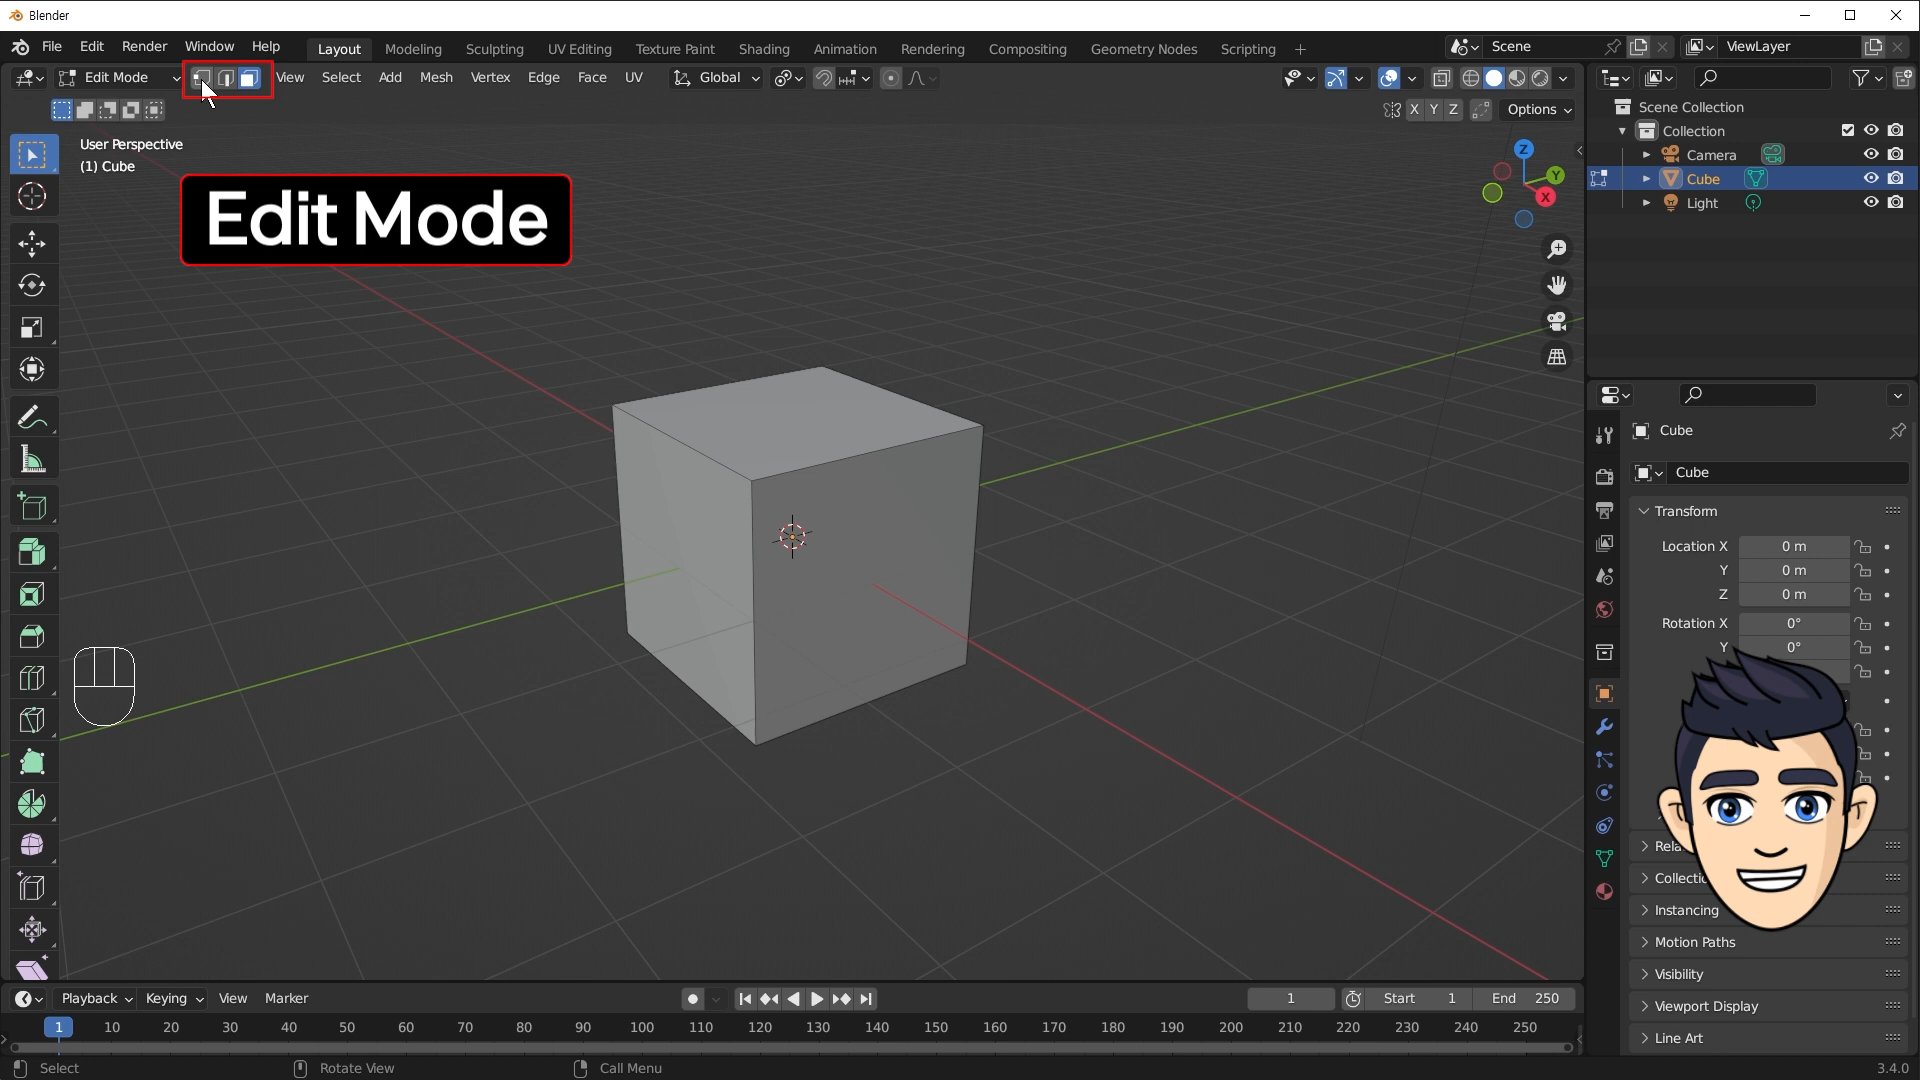 Blender
File Edit Render Window Help Layout Modeling Sculpting UV Editing Texture Paint Shading Animation Rendering Compositing Geometry Nodes Scripting + Scene ViewLayer
Edit Mode View Select Add Mesh Vertex Edge Face UV Global
X Y Z Options
User Perspective
(1) Cube
Edit Mode
Z
Y
X
Scene Collection
Collection
Camera
Cube
Light
Cube
Cube
Transform
Location X 0 m
Y 0 m
Z 0 m
Rotation X 0°
Y 0°
Collectio
Instancing
Motion Paths
Visibility
Viewport Display
Line Art
Playback Keying View Marker 1 Start 1 End 250
1 10 20 30 40 50 60 70 80 90 100 110 120 130 140 150 160 170 180 190 200 210 220 230 240 250
Select Rotate View Call Menu 3.4.0